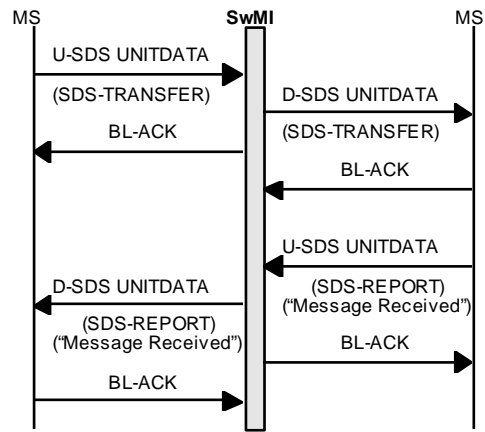 MS
SwMI
MS
U-SDS UNITDATA
(SDS-TRANSFER)
D-SDS UNITDATA
(SDS-TRANSFER)
BL-ACK
BL-ACK
U-SDS UNITDATA
(SDS-REPORT)
("Message Received")
D-SDS UNITDATA
(SDS-REPORT)
("Message Received")
BL-ACK
BL-ACK